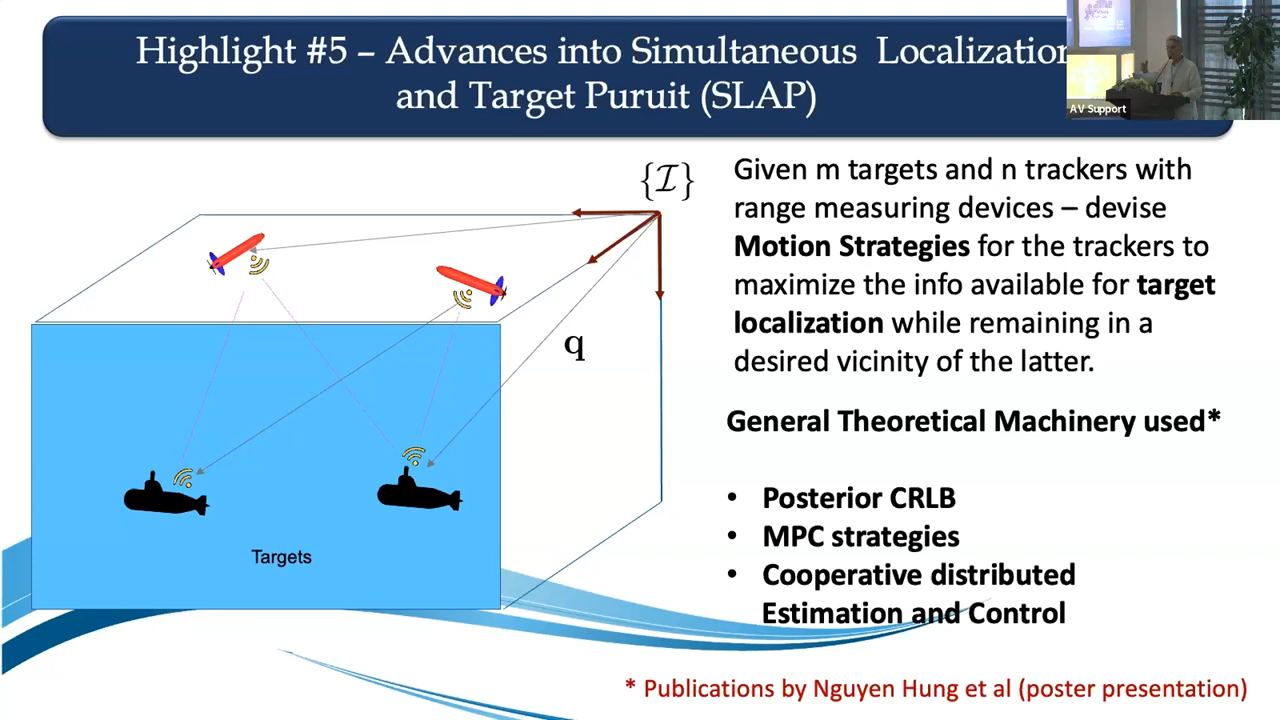 Highlight #5 – Advances into Simultaneous Localization
and Target Puruit (SLAP)
AV Support
{I}
q
Targets
Given m targets and n trackers with
range measuring devices – devise
Motion Strategies for the trackers to
maximize the info available for target
localization while remaining in a
desired vicinity of the latter.
General Theoretical Machinery used*
• Posterior CRLB
• MPC strategies
• Cooperative distributed
Estimation and Control
* Publications by Nguyen Hung et al (poster presentation)